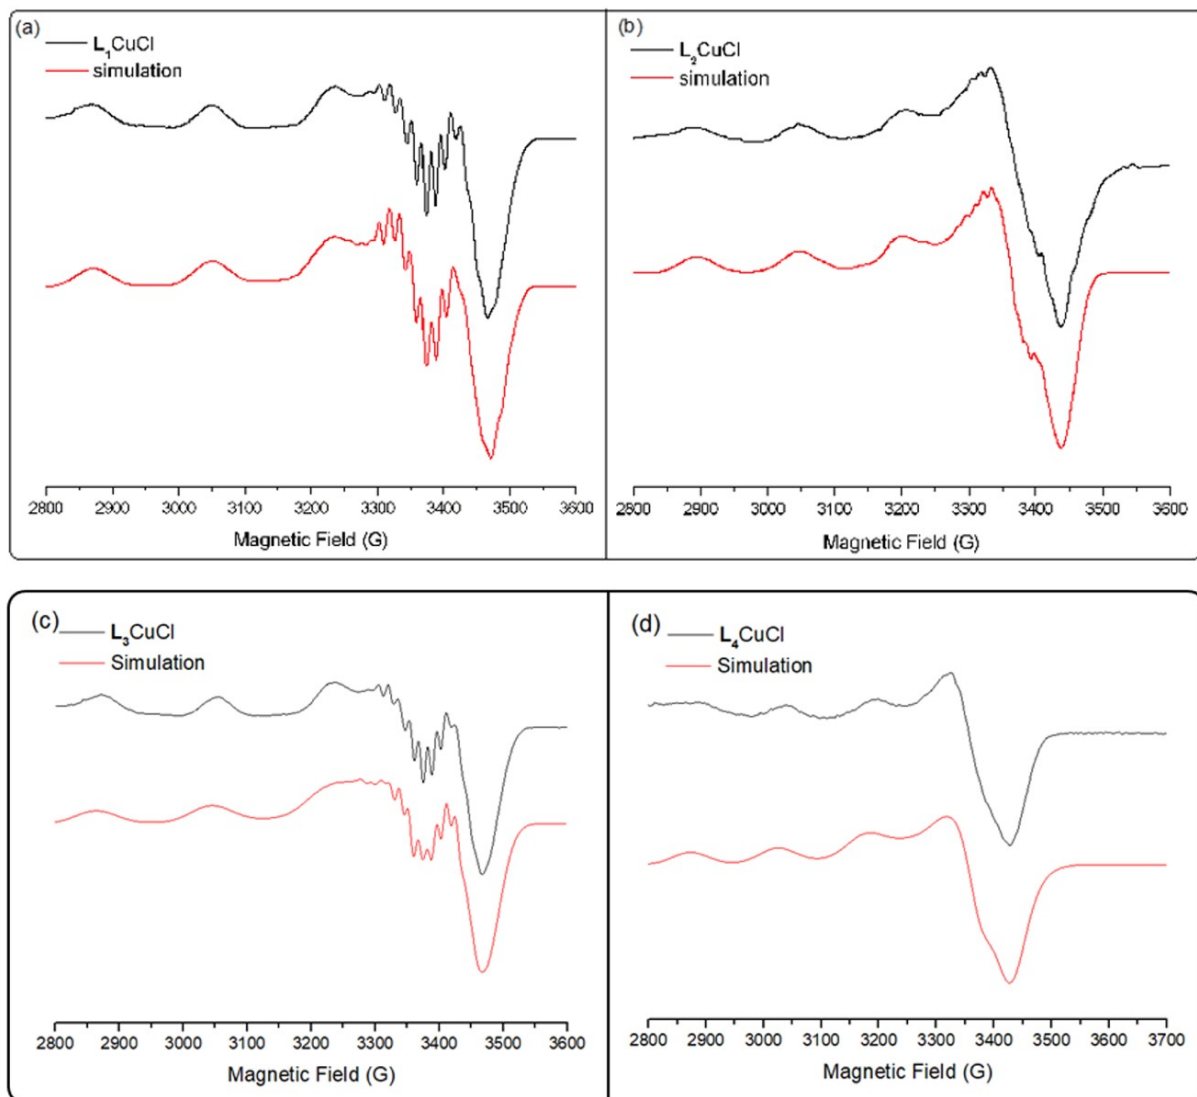 (a)
L₁CuCl
simulation
2800 2900 3000 3100 3200 3300 3400 3500 3600
Magnetic Field (G)
(b)
L₂CuCl
simulation
2800 2900 3000 3100 3200 3300 3400 3500 3600
Magnetic Field (G)
(c)
L₃CuCl
Simulation
2800 2900 3000 3100 3200 3300 3400 3500 3600
Magnetic Field (G)
(d)
L₄CuCl
Simulation
2800 2900 3000 3100 3200 3300 3400 3500 3600 3700
Magnetic Field (G)